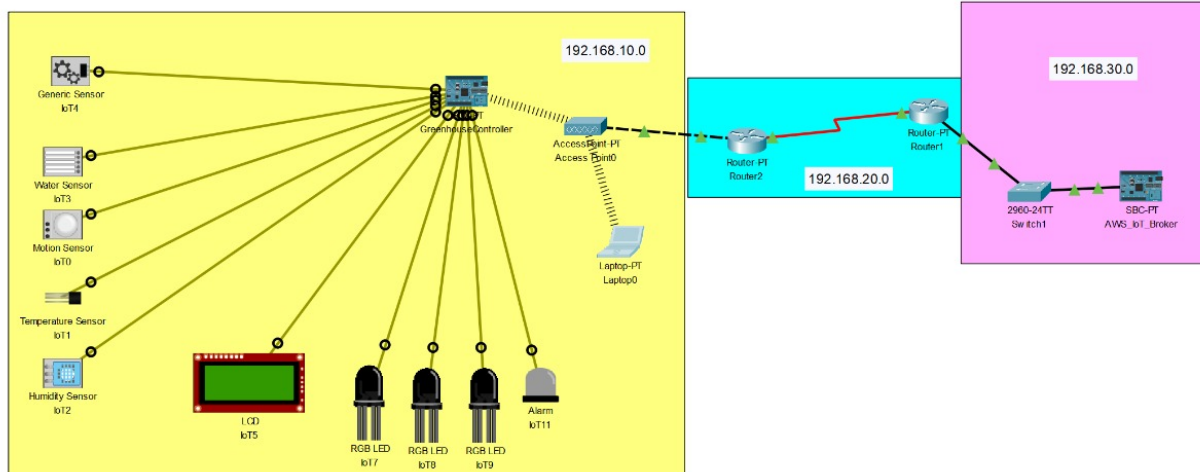 192.168.10.0
Generic Sensor
IoT4
PT
GreenhouseController
AccessPoint-PT
Access Point0
Water Sensor
IoT3
Motion Sensor
IoT0
Laptop-PT
Laptop0
Temperature Sensor
IoT1
Humidity Sensor
IoT2
LCD
IoT5
RGB LED
IoT7
RGB LED
IoT8
RGB LED
IoT9
Alarm
IoT11
Router-PT
Router2
192.168.20.0
Router-PT
Router1
192.168.30.0
2960-24TT
Switch1
SBC-PT
AWS_IoT_Broker